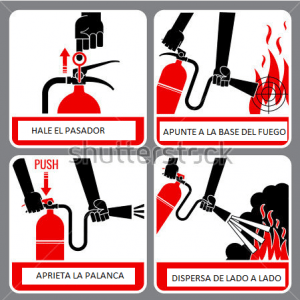 HALE EL PASADOR
APUNTE A LA BASE DEL FUEGO
shutterstock
PUSH
APRIETA LA PALANCA
DISPERSA DE LADO A LADO